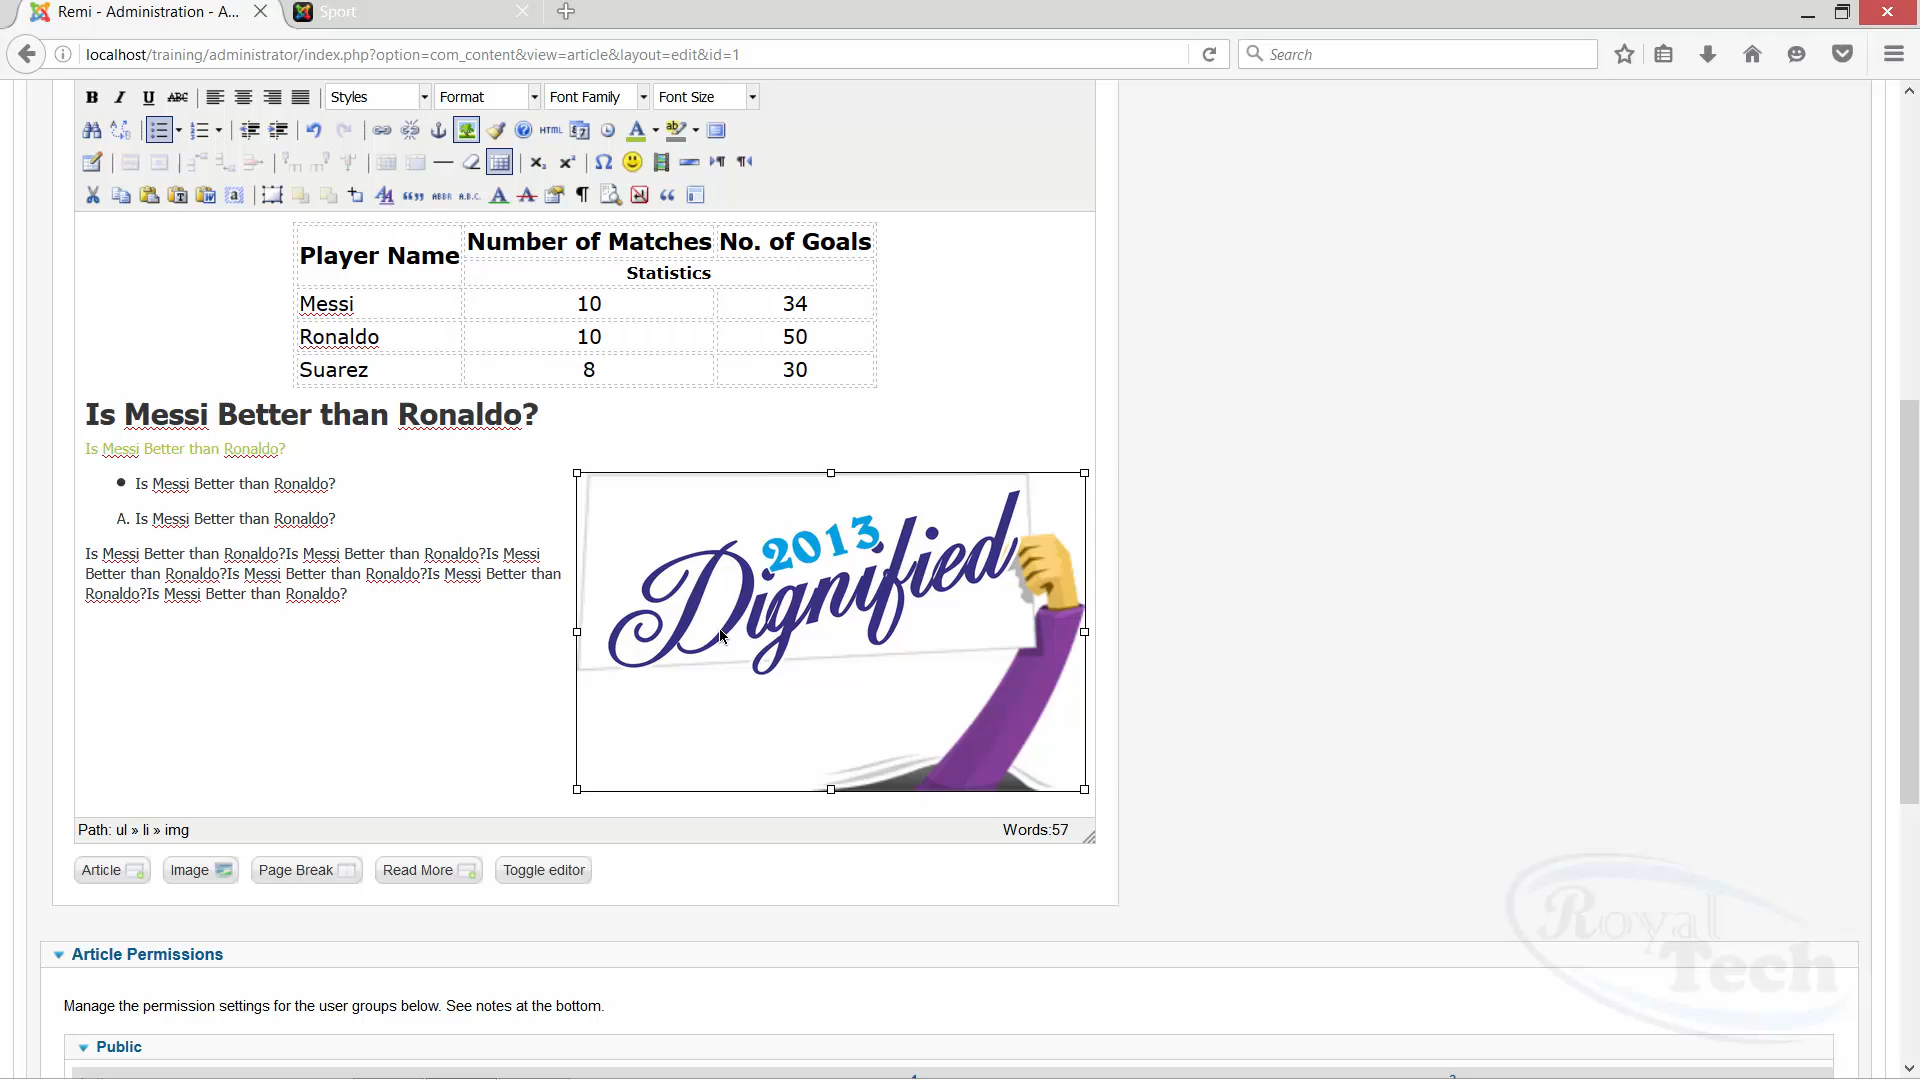 Remi - Administration - A...
Sport
localhost/training/administrator/index.php?option=com_content&view=article&layout=edit&id=1
Search
B I U ABC Styles Format Font Family Font Size
HTML
ABBR A.B.C.
Player Name Number of Matches No. of Goals
Statistics
Messi 10 34
Ronaldo 10 50
Suarez 8 30
Is Messi Better than Ronaldo?
Is Messi Better than Ronaldo?
Is Messi Better than Ronaldo?
A. Is Messi Better than Ronaldo?
Is Messi Better than Ronaldo?Is Messi Better than Ronaldo?Is Messi
Better than Ronaldo?Is Messi Better than Ronaldo?Is Messi Better than
Ronaldo?Is Messi Better than Ronaldo?
2013
Dignified
Path: ul » li » img Words:57
Article Image Page Break Read More Toggle editor
Royal
Tech
Article Permissions
Manage the permission settings for the user groups below. See notes at the bottom.
Public